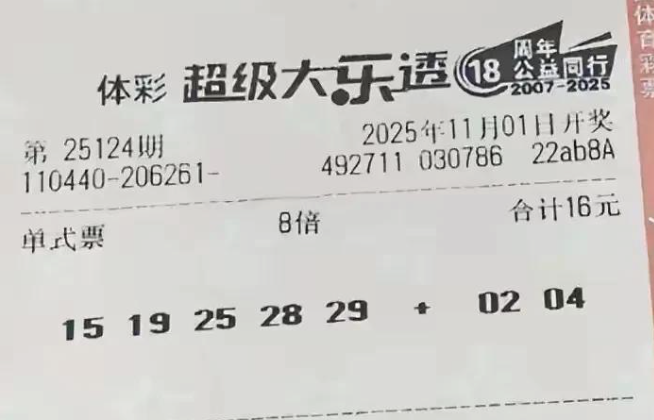 体彩 超级大乐透 18 周年
公益同行
2007-2025
第 25124期 2025年11月01日开奖
110440-206261- 492711 030786 22ab8A
单式票 8倍 合计16元
15 19 25 28 29 + 02 04
体育彩票